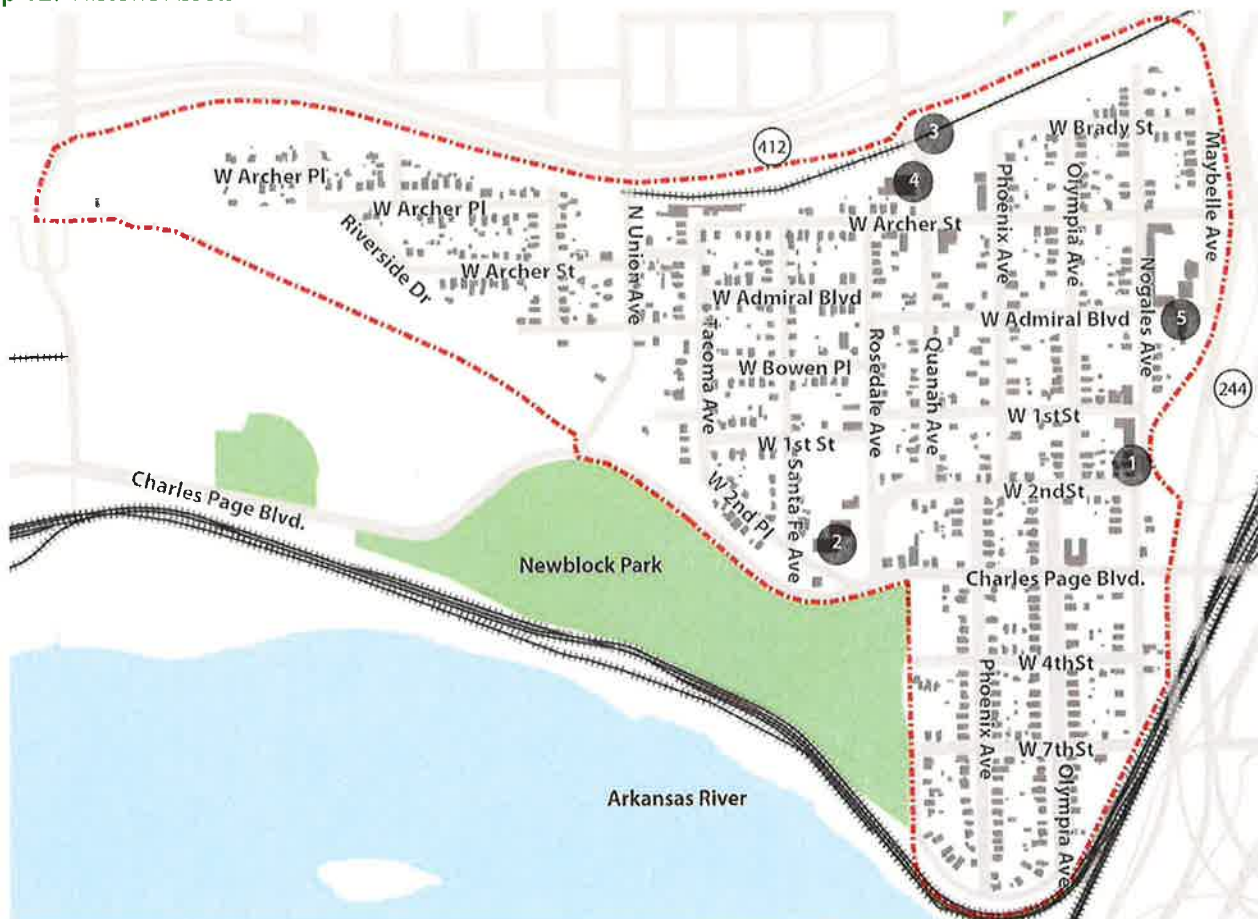 3
412
W Brady St
W Archer Pl
4
Maybelle Ave
Phoenix Ave
Olympia Ave
W Archer Pl
N Union Ave
W Archer St
Riverside Dr
W Archer St
Nogales Ave
W Admiral Blvd
W Admiral Blvd
5
Tacoma Ave
Rosedale Ave
Quanah Ave
W Bowen Pl
244
W 1stSt
W 1st St
1
Santa Fe Ave
W 2nd Pl
W 2ndSt
Charles Page Blvd.
2
Newblock Park
Charles Page Blvd.
W 4thSt
Phoenix Ave
W 7thSt
Olympia Ave
Arkansas River